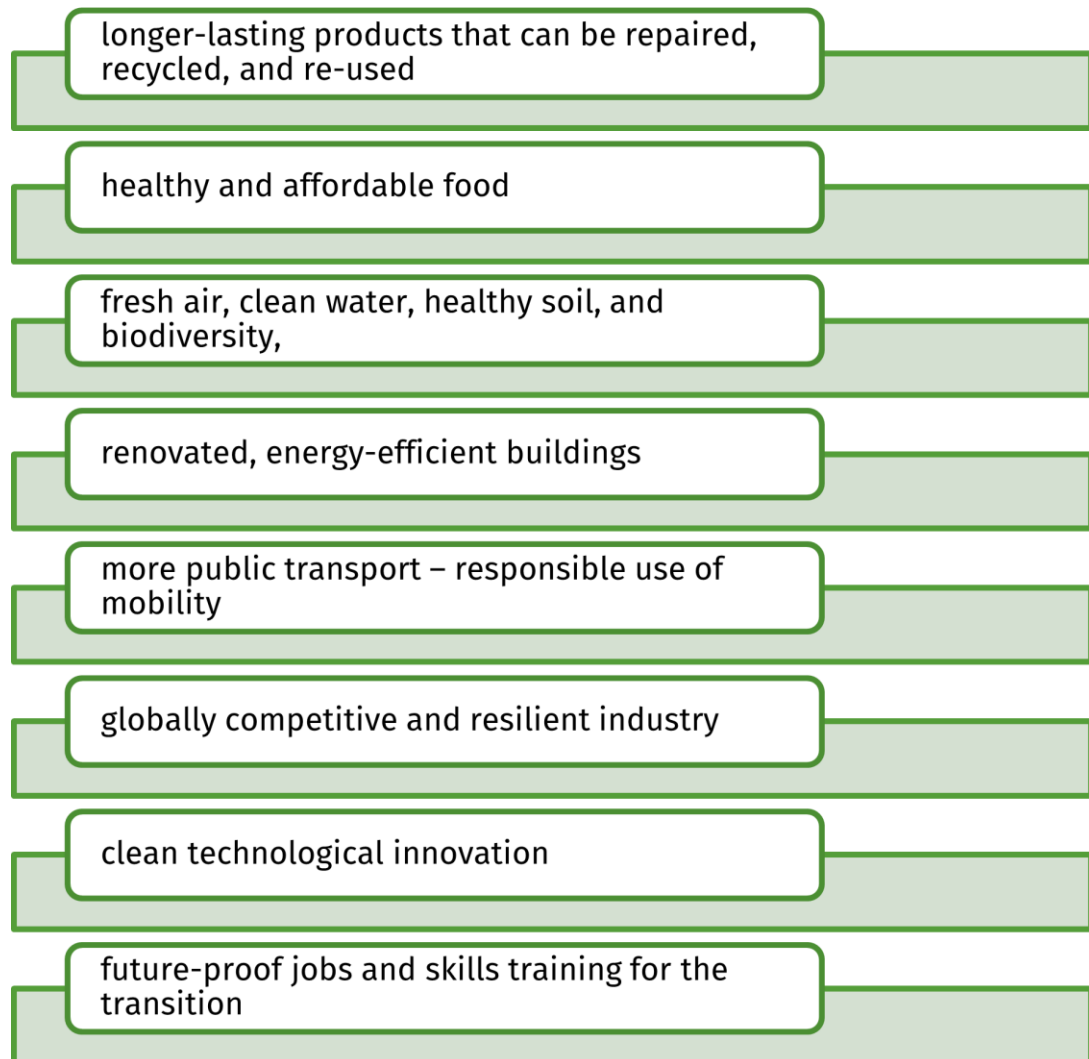 longer-lasting products that can be repaired,
recycled, and re-used
healthy and affordable food
fresh air, clean water, healthy soil, and
biodiversity,
renovated, energy-efficient buildings
more public transport – responsible use of
mobility
globally competitive and resilient industry
clean technological innovation
future-proof jobs and skills training for the
transition